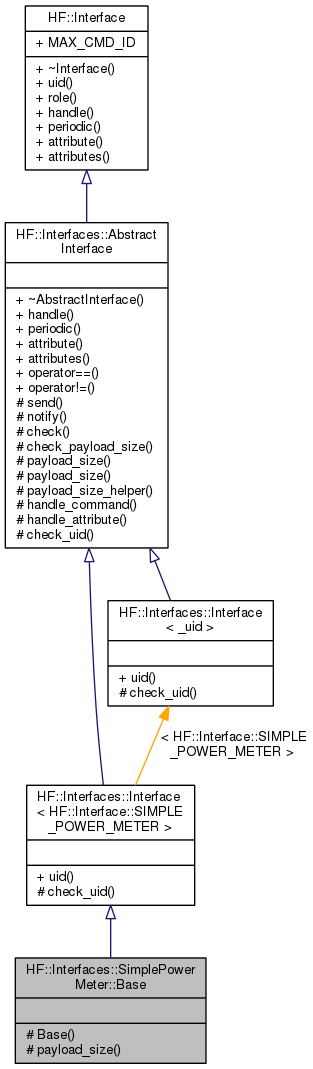 HF::Interface
+ MAX_CMD_ID
+ ~Interface()
+ uid()
+ role()
+ handle()
+ periodic()
+ attribute()
+ attributes()
HF::Interfaces::Abstract
Interface
+ ~AbstractInterface()
+ handle()
+ periodic()
+ attribute()
+ attributes()
+ operator==()
+ operator!=()
# send()
# notify()
# check()
# check_payload_size()
# payload_size()
# payload_size()
# payload_size_helper()
# handle_command()
# handle_attribute()
# check_uid()
HF::Interfaces::Interface
< _uid >
+ uid()
# check_uid()
< HF::Interface::SIMPLE
_POWER_METER >
HF::Interfaces::Interface
< HF::Interface::SIMPLE
_POWER_METER >
+ uid()
# check_uid()
HF::Interfaces::SimplePower
Meter::Base
# Base()
# payload_size()